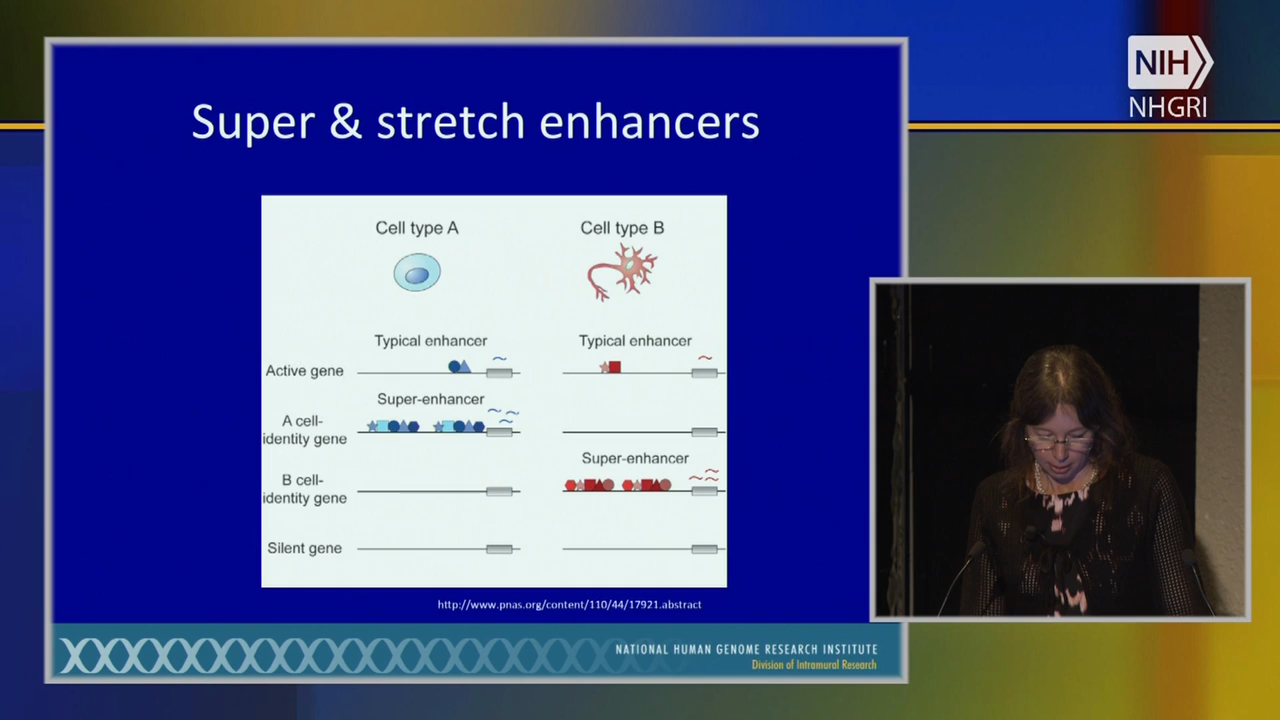 NIH
NHGRI
Super & stretch enhancers
Cell type A
Cell type B
Typical enhancer
Typical enhancer
Active gene
Super-enhancer
A cell-
identity gene
Super-enhancer
B cell-
identity gene
Silent gene
http://www.pnas.org/content/110/44/17921.abstract
NATIONAL HUMAN GENOME RESEARCH INSTITUTE
Division of Intramural Research